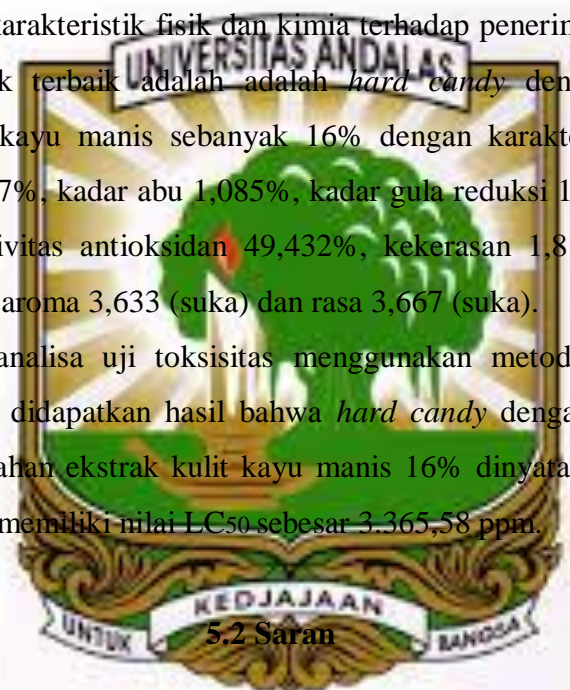 karakteristik fisik dan kimia terhadap penerim
UNIVERSITAS ANDALAS
k terbaik adalah adalah hard candy den
kayu manis sebanyak 16% dengan karakt
7%, kadar abu 1,085%, kadar gula reduksi 1
ivitas antioksidan 49,432%, kekerasan 1,8
aroma 3,633 (suka) dan rasa 3,667 (suka).
analisa uji toksisitas menggunakan metod
didapatkan hasil bahwa hard candy denga
ahan ekstrak kulit kayu manis 16% dinyata
memiliki nilai LC50 sebesar 3.365,58 ppm.
KEDJAJAAN
UNTUK BANGSA
5.2 Saran